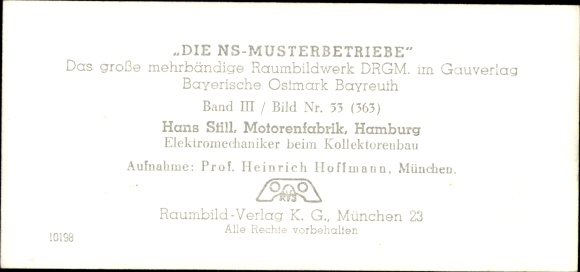 „DIE NS-MUSTERBETRIEBE“
Das große mehrbändige Raumbildwerk DRGM. im Gauverlag
Bayerische Ostmark Bayreuth
Band III / Bild Nr. 33 (363)
Hans Still, Motorenfabrik, Hamburg
Elektromechaniker beim Kollektorenbau
Aufnahme: Prof. Heinrich Hoffmann, München.
Raumbild-Verlag K. G., München 23
Alle Rechte vorbehalten
10198